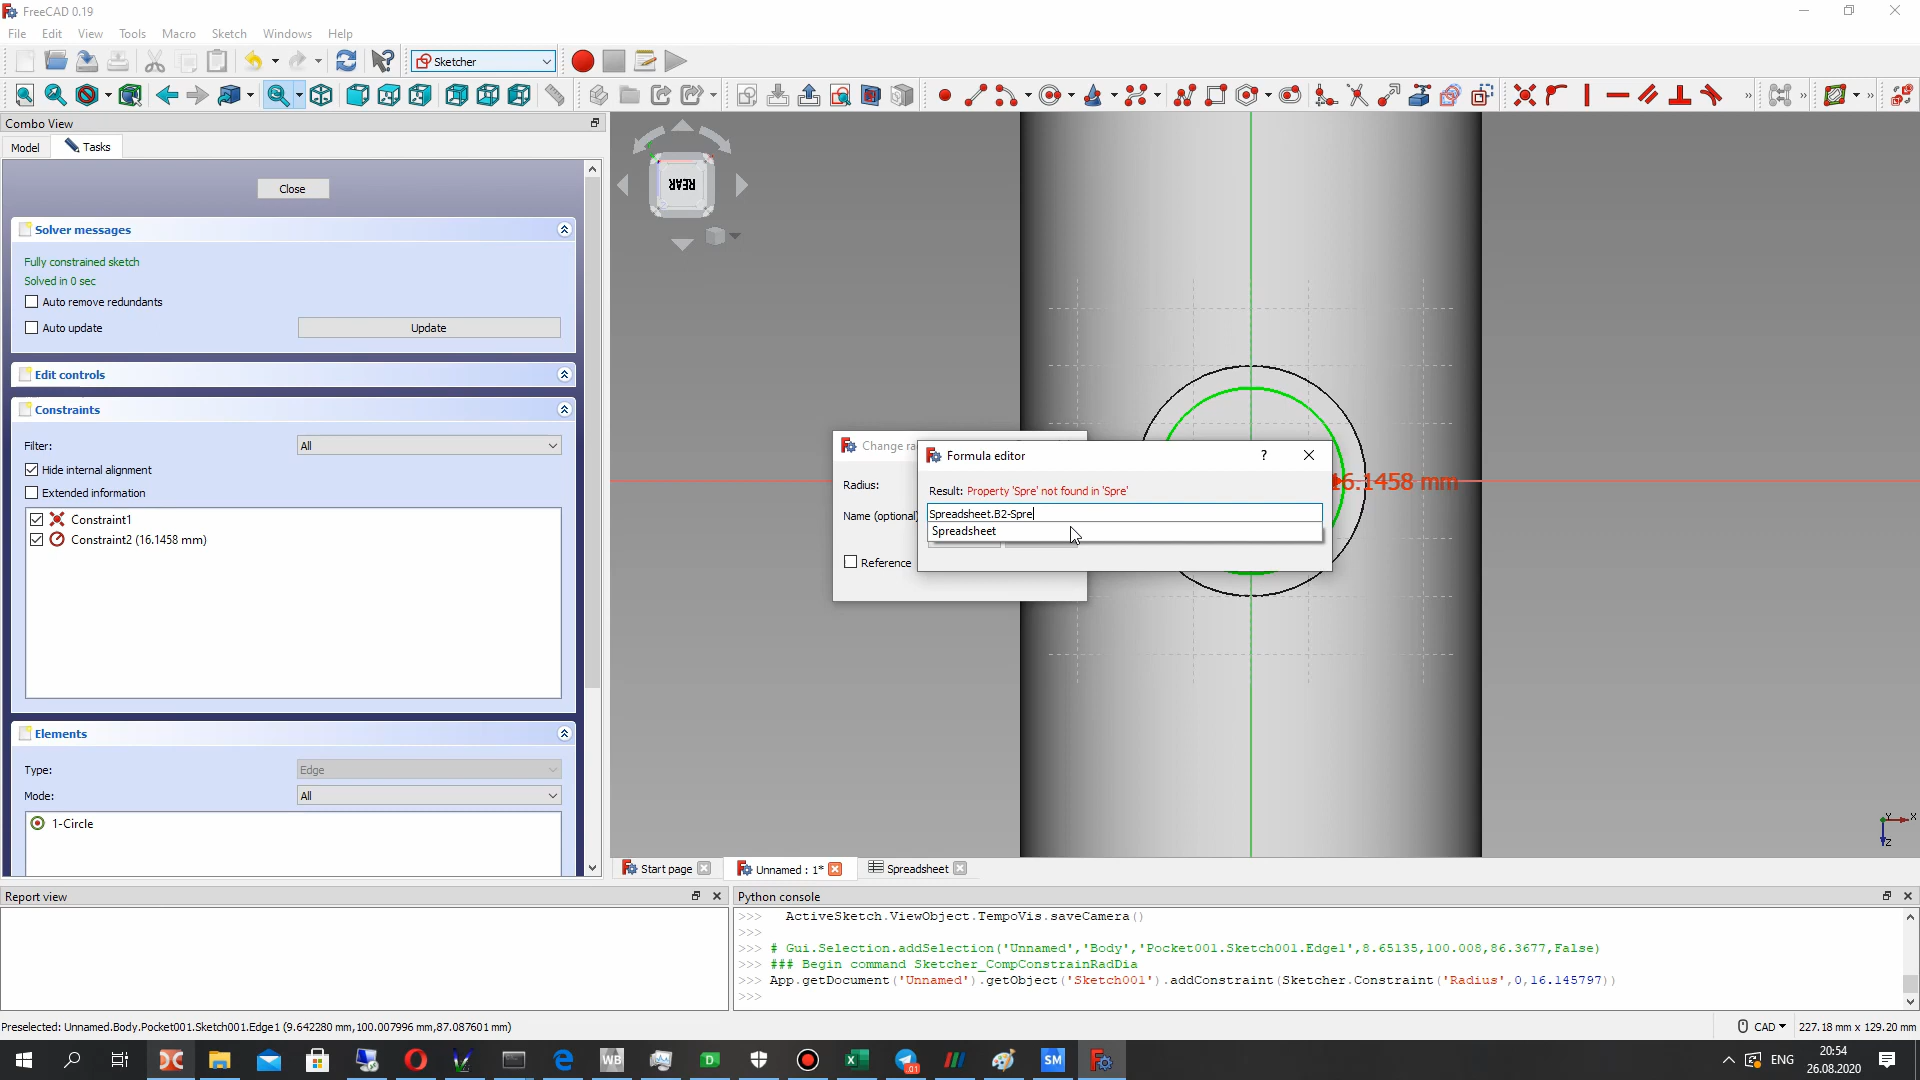 FreeCAD 0.19
File Edit View Tools Macro Sketch Windows Help
Sketcher
Combo View
Model Tasks
Close
Solver messages
Fully constrained sketch
Solved in 0 sec
Auto remove redundants
Auto update
Update
Edit controls
Constraints
Filter:
All
Hide internal alignment
Extended information
Constraint1
Constraint2 (16.1458 mm)
Elements
Type:
Edge
Mode:
All
1-Circle
REAR
Change ra
Radius:
Name (optional)
Reference
Formula editor
?
Result: Property 'Spre' not found in 'Spre'
Spreadsheet.B2-Spre
Spreadsheet
16.1458 mm
Y X
Z
Start page
Unnamed : 1*
Spreadsheet
Report view
Python console
>>> ActiveSketch.ViewObject.TempoVis.saveCamera()
>>>
>>> # Gui.Selection.addSelection('Unnamed','Body','Pocket001.Sketch001.Edge1',8.65135,100.008,86.3677,False)
>>> ### Begin command Sketcher_CompConstrainRadDia
>>> App.getDocument('Unnamed').getObject('Sketch001').addConstraint(Sketcher.Constraint('Radius',0,16.145797))
>>>
Preselected: Unnamed.Body.Pocket001.Sketch001.Edge1 (9.642280 mm,100.007996 mm,87.087601 mm)
CAD
227.18 mm x 129.20 mm
WB
D
.01
SM
ENG
20:54
26.08.2020